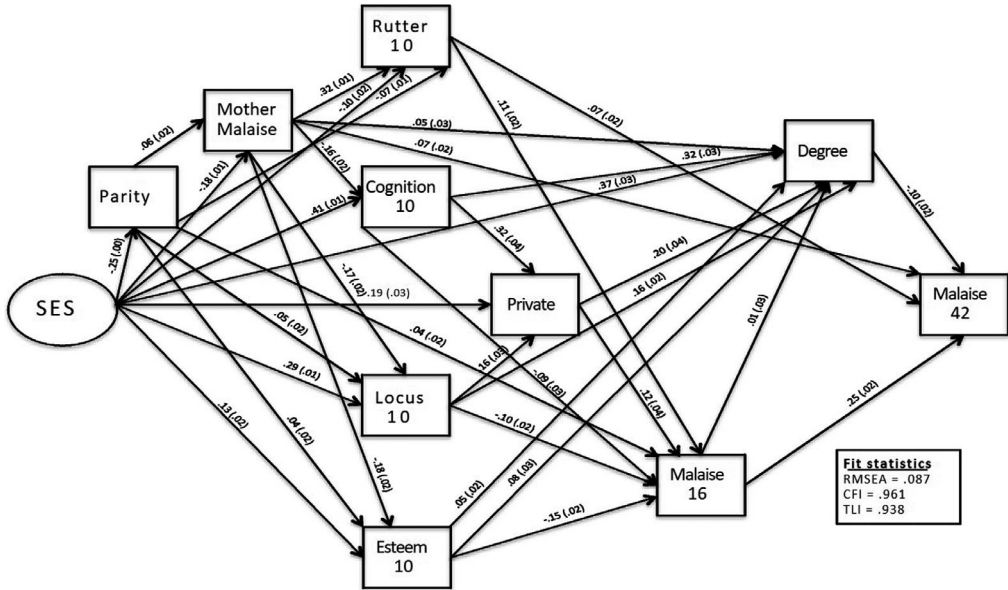 Rutter
10
.32 (.01)
-.10 (.02)
-.07 (.01)
Mother
Malaise
.06 (.02)
.11 (.02)
.07 (.02)
.05 (.03)
.07 (.02)
.32 (.03)
.37 (.03)
Degree
Parity
-.18 (.01)
-.16 (.02)
Cognition
10
.41 (.01)
-.10 (.02)
-.25 (.00)
.32 (.04)
.20 (.04)
.16 (.02)
SES
-.17 (.02)
.19 (.03)
Private
Malaise
42
.05 (.02)
.04 (.02)
.01 (.03)
.29 (.01)
.16 (.03)
-.09 (.03)
.12 (.04)
.25 (.02)
Locus
10
.13 (.02)
.04 (.02)
-.10 (.02)
-.18 (.02)
.05 (.02)
.08 (.03)
Malaise
16
-.15 (.02)
Esteem
10
Fit statistics
RMSEA = .087
CFI = .961
TLI = .938